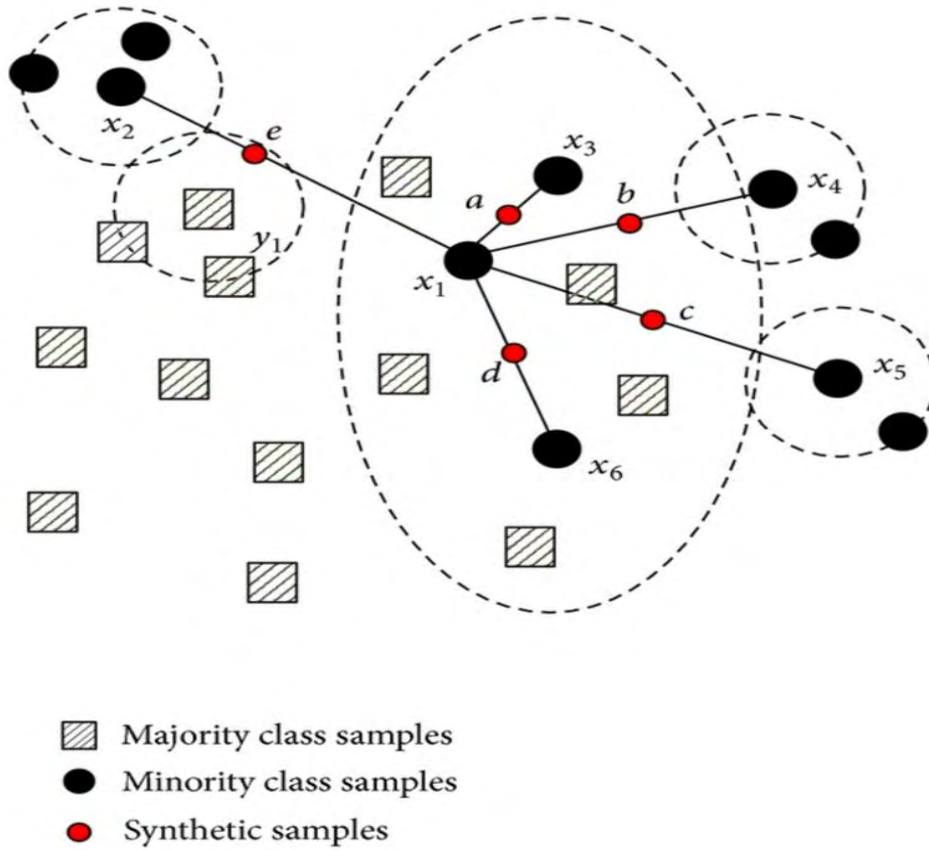 e
x₂
x₃
a
b
x₄
y₁
x₁
c
d
x₅
x₆
Majority class samples
Minority class samples
Synthetic samples